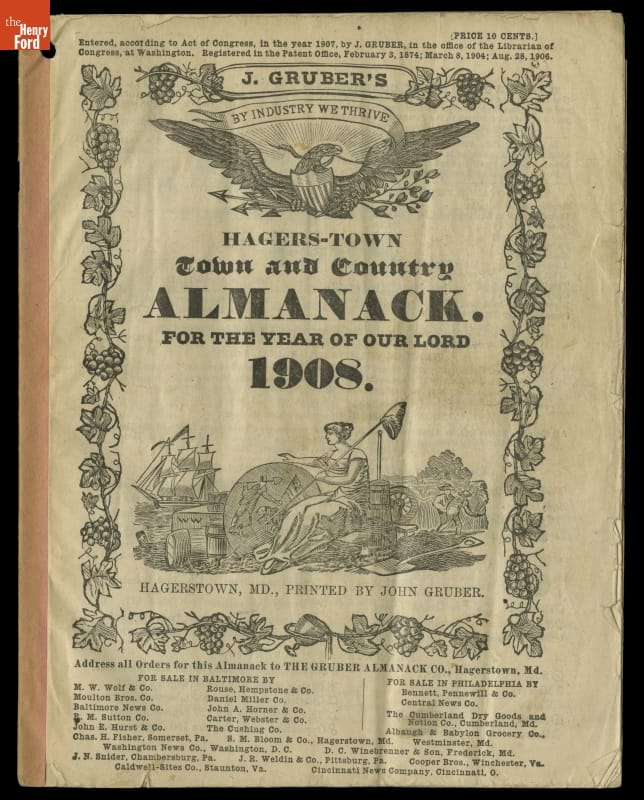 the
Henry
Ford
[PRICE 10 CENTS.]
Entered, according to Act of Congress, in the year 1907, by J. GRUBER, in the office of the Librarian of
Congress, at Washington. Registered in the Patent Office, February 3, 1874; March 8, 1904; Aug. 28, 1906.
J. GRUBER'S
BY INDUSTRY WE THRIVE
HAGERS-TOWN
Town and Country
ALMANACK.
FOR THE YEAR OF OUR LORD
1908.
HAGERSTOWN, MD., PRINTED BY JOHN GRUBER.
Address all Orders for this Almanack to THE GRUBER ALMANACK CO., Hagerstown, Md.
FOR SALE IN BALTIMORE BY
M. W. Wolf & Co. Rouse, Hempstone & Co.
Moulton Bros. Co. Daniel Miller Co.
Baltimore News Co. John A. Horner & Co.
R. M. Sutton Co. Carter, Webster & Co.
John E. Hurst & Co. The Cushing Co.
FOR SALE IN PHILADELPHIA BY
Bennett, Pennewill & Co.
Central News Co.
The Cumberland Dry Goods and
Notion Co., Cumberland, Md.
Albaugh & Babylon Grocery Co.,
Chas. H. Fisher, Somerset, Pa. S. M. Bloom & Co., Hagerstown, Md. Westminster, Md.
Washington News Co., Washington, D. C. D. C. Winebrenner & Son, Frederick, Md.
J. N. Snider, Chambersburg, Pa. J. R. Weldin & Co., Pittsburg, Pa. Cooper Bros., Winchester, Va.
Caldwell-Sites Co., Staunton, Va. Cincinnati News Company, Cincinnati, O.